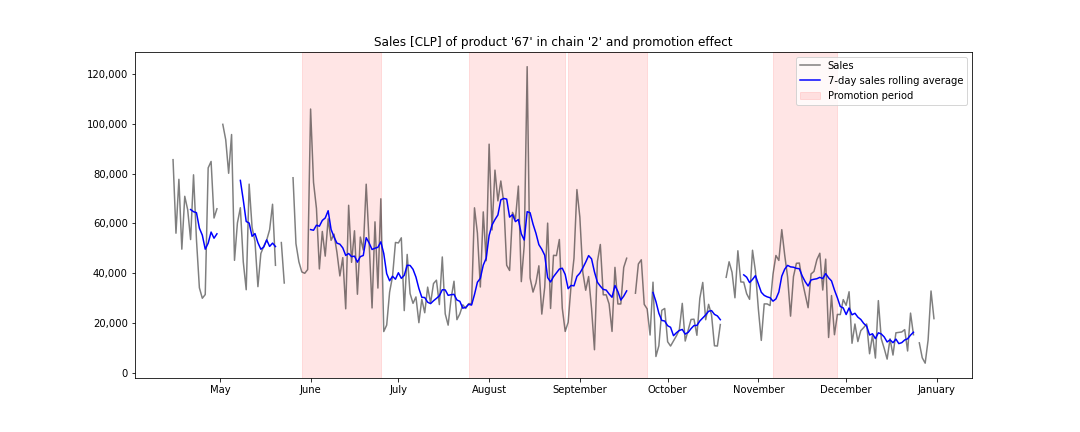 Sales [CLP] of product '67' in chain '2' and promotion effect
120,000
100,000
80,000
60,000
40,000
20,000
0
Sales
7-day sales rolling average
Promotion period
May June July August September October November December January